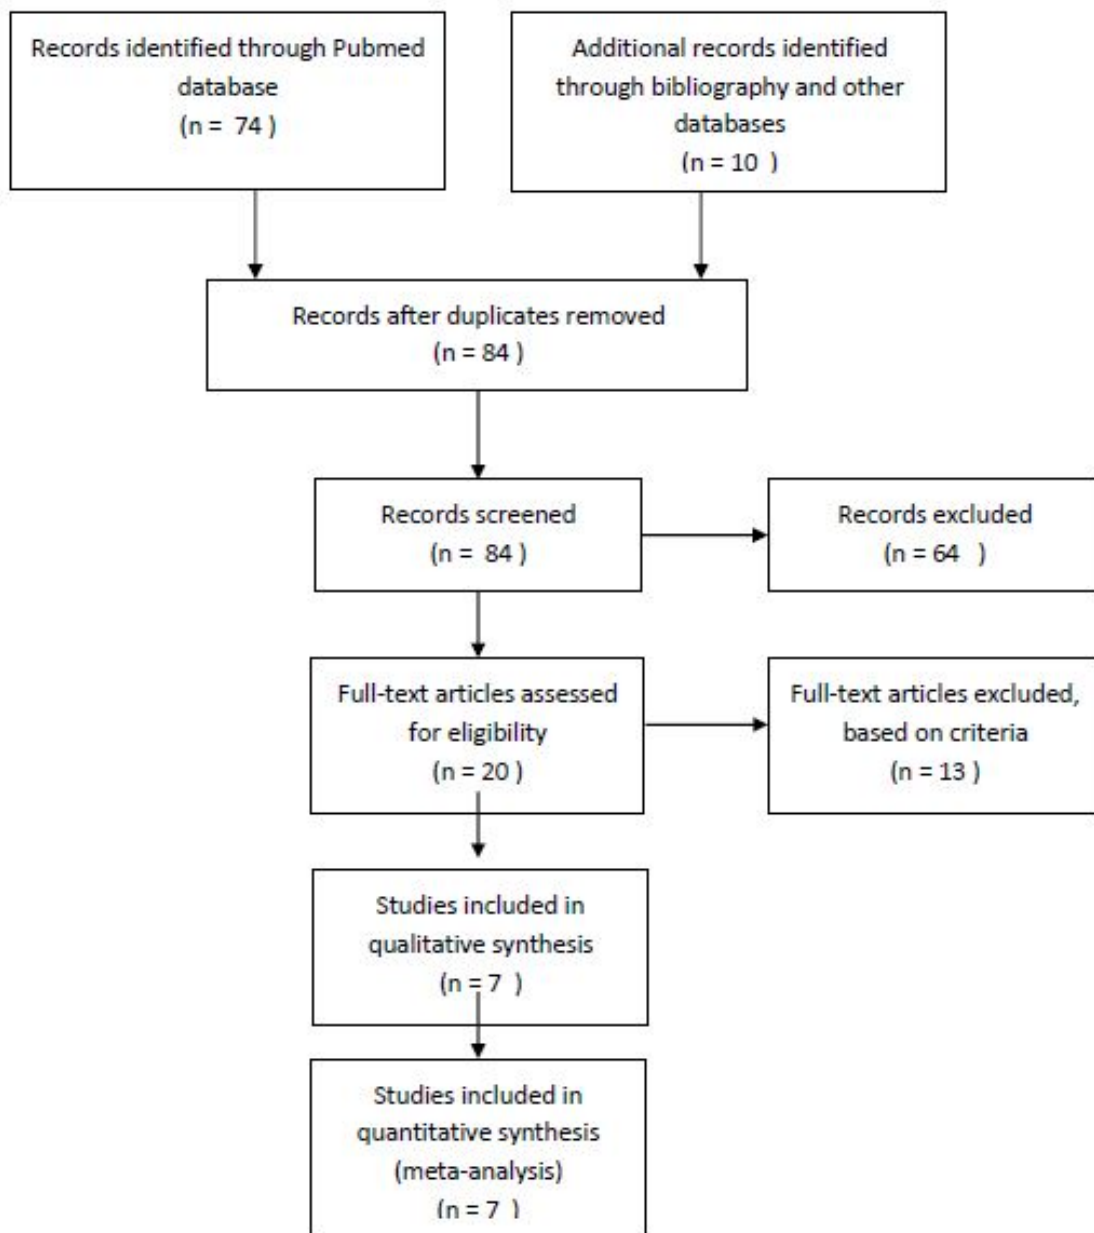 Records identified through Pubmed
database
(n = 74 )
Additional records identified
through bibliography and other
databases
(n = 10 )
Records after duplicates removed
(n = 84 )
Records screened
(n = 84 )
Records excluded
(n = 64 )
Full-text articles assessed
for eligibility
(n = 20 )
Full-text articles excluded,
based on criteria
(n = 13 )
Studies included in
qualitative synthesis
(n = 7 )
Studies included in
quantitative synthesis
(meta-analysis)
(n = 7 )